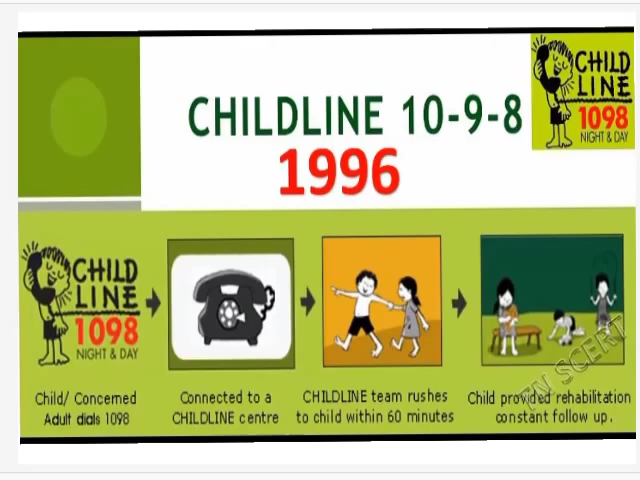 CHILDLINE 10-9-8
1996
CHILD
LINE
1098
NIGHT & DAY
CHILD
LINE
1098
NIGHT & DAY
Child/ Concerned
Adult dials 1098
Connected to a
CHILDLINE centre
CHILDLINE team rushes
to child within 60 minutes
Child provided rehabilitation
constant follow up.
TN SCERT